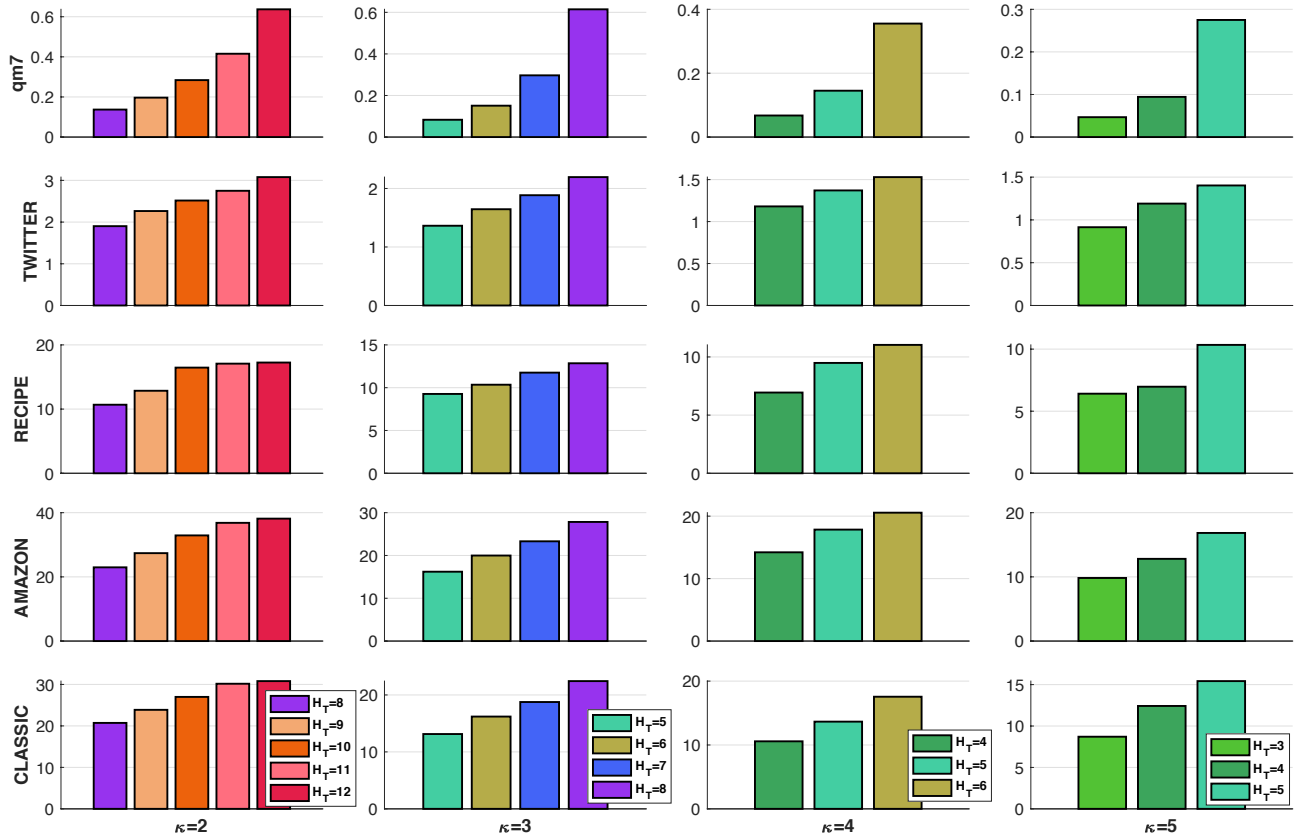 qm7
0.6
0.4
0.2
0
0.6
0.4
0.2
0
0.4
0.2
0
0.3
0.2
0.1
0
TWITTER
3
2
1
0
2
1
0
1.5
1
0.5
0
1.5
1
0.5
0
RECIPE
20
10
0
15
10
5
0
10
5
0
10
5
0
AMAZON
40
20
0
30
20
10
0
20
10
0
20
10
0
CLASSIC
30
20
10
0
20
10
0
20
10
0
15
10
5
0
H_T=8
H_T=9
H_T=10
H_T=11
H_T=12
H_T=5
H_T=6
H_T=7
H_T=8
H_T=4
H_T=5
H_T=6
H_T=3
H_T=4
H_T=5
κ=2
κ=3
κ=4
κ=5